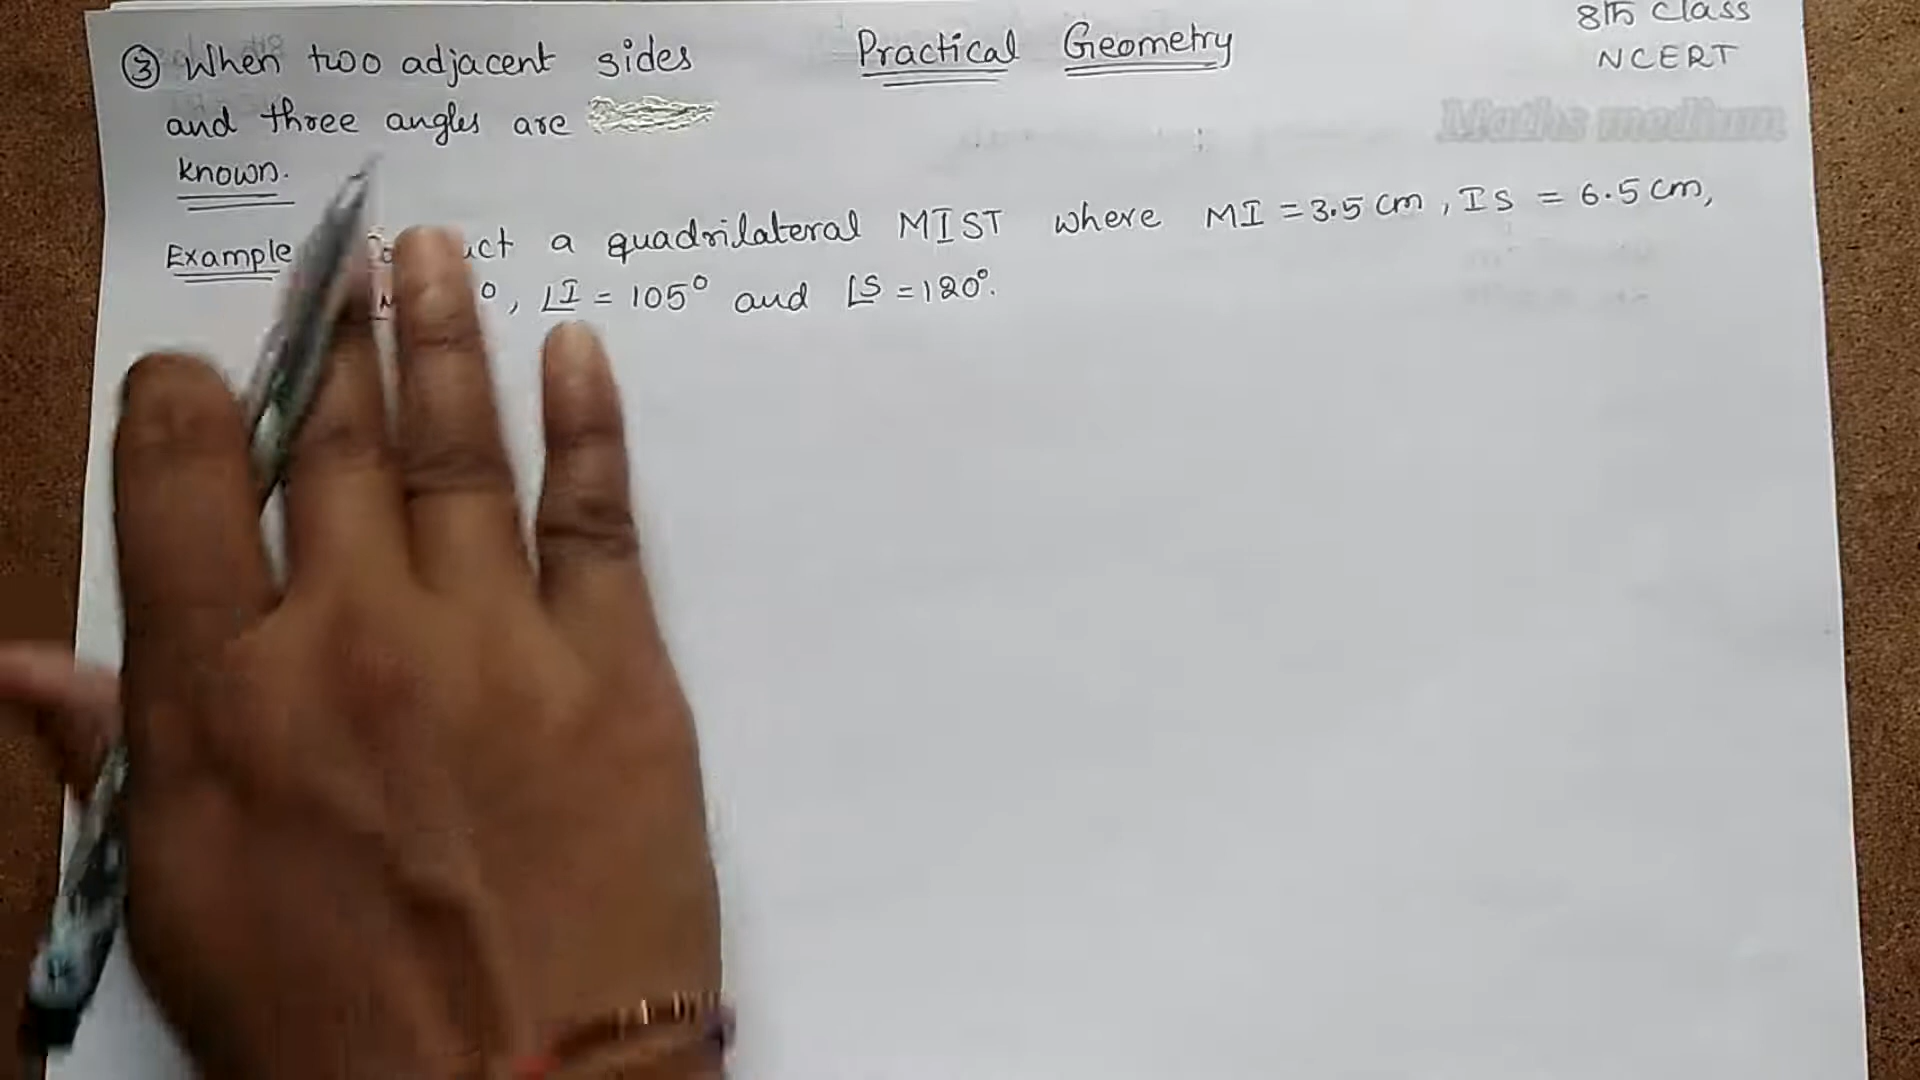 8th Class
NCERT
Practical Geometry
Maths medium
③ When two adjacent sides
and three angles are
known.
Example a quadrilateral MIST where MI = 3.5 cm, IS = 6.5 cm,
°, ∠I = 105° and ∠S = 120°.